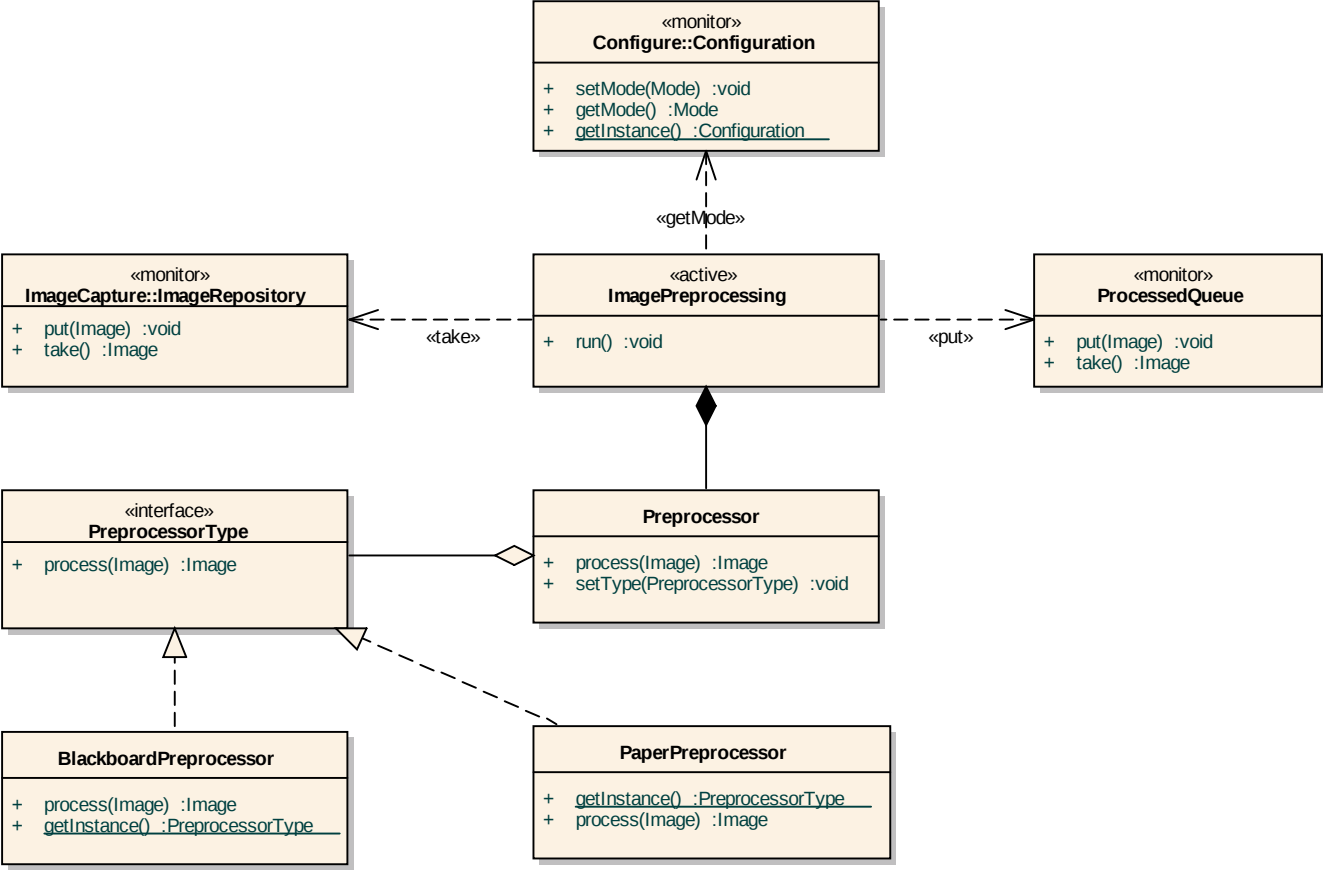 «monitor»
Configure::Configuration
+ setMode(Mode) :void
+ getMode() :Mode
+ getInstance() :Configuration
«getMode»
«monitor»
ImageCapture::ImageRepository
+ put(Image) :void
+ take() :Image
«take»
«active»
ImagePreprocessing
+ run() :void
«put»
«monitor»
ProcessedQueue
+ put(Image) :void
+ take() :Image
«interface»
PreprocessorType
+ process(Image) :Image
Preprocessor
+ process(Image) :Image
+ setType(PreprocessorType) :void
BlackboardPreprocessor
+ process(Image) :Image
+ getInstance() :PreprocessorType
PaperPreprocessor
+ getInstance() :PreprocessorType
+ process(Image) :Image